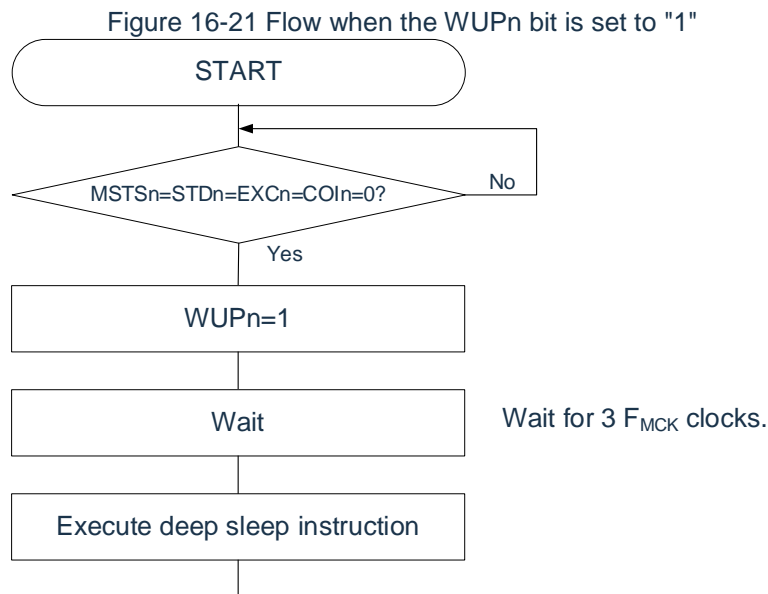 Figure 16-21 Flow when the WUPn bit is set to "1"
START
MSTSn=STDn=EXCn=COIn=0?
No
Yes
WUPn=1
Wait
Wait for 3 FMCK clocks.
Execute deep sleep instruction